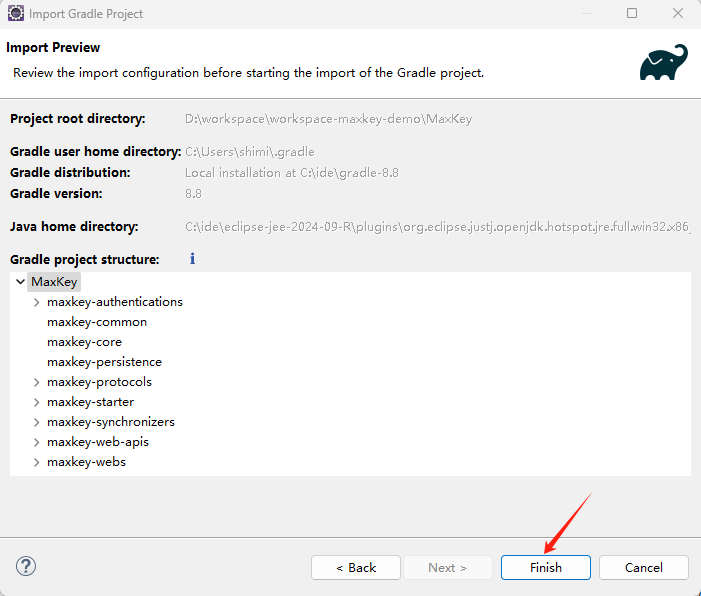 Import Gradle Project
Import Preview
Review the import configuration before starting the import of the Gradle project.
Project root directory: D:\workspace\workspace-maxkey-demo\MaxKey
Gradle user home directory: C:\Users\shimi\.gradle
Gradle distribution: Local installation at C:\ide\gradle-8.8
Gradle version: 8.8
Java home directory: C:\ide\eclipse-jee-2024-09-R\plugins\org.eclipse.justj.openjdk.hotspot.jre.full.win32.x86_
Gradle project structure:
MaxKey
maxkey-authentications
maxkey-common
maxkey-core
maxkey-persistence
maxkey-protocols
maxkey-starter
maxkey-synchronizers
maxkey-web-apis
maxkey-webs
< Back Next > Finish Cancel